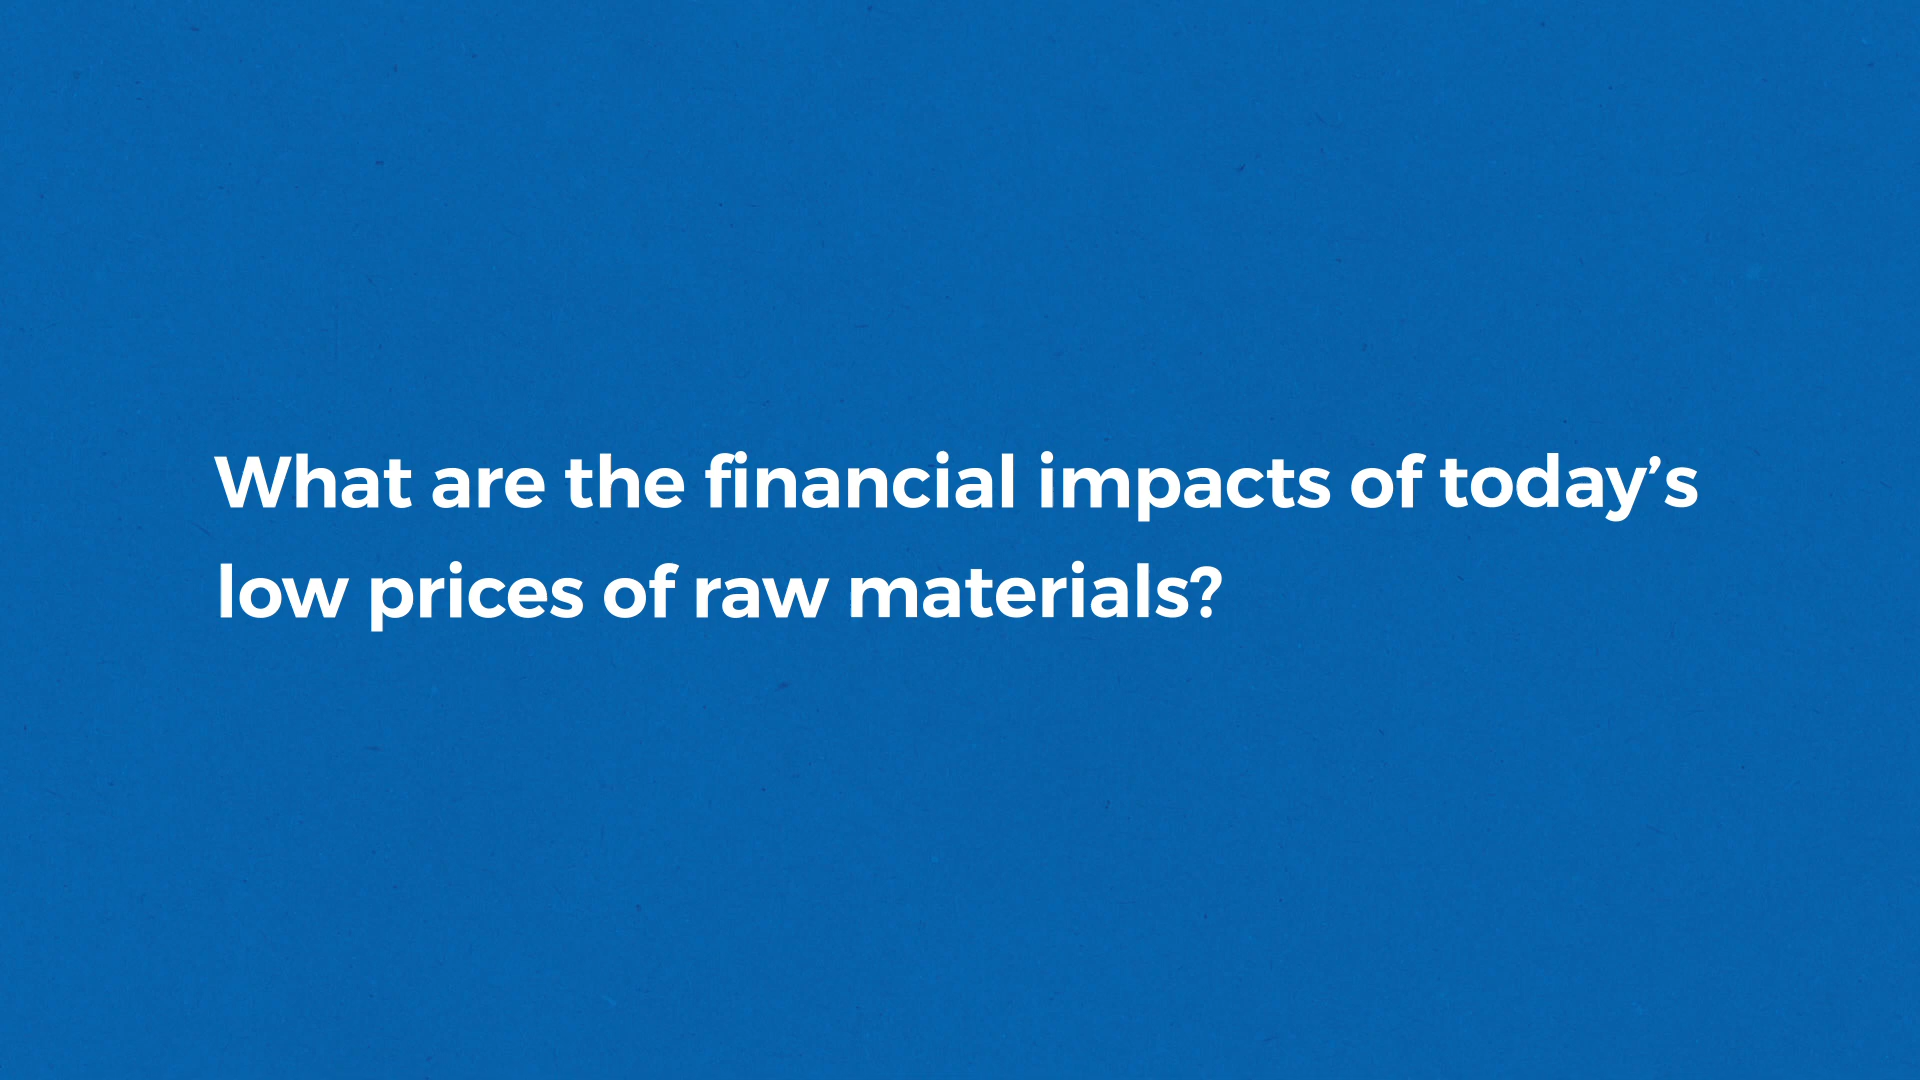 What are the financial impacts of today’s
low prices of raw materials?